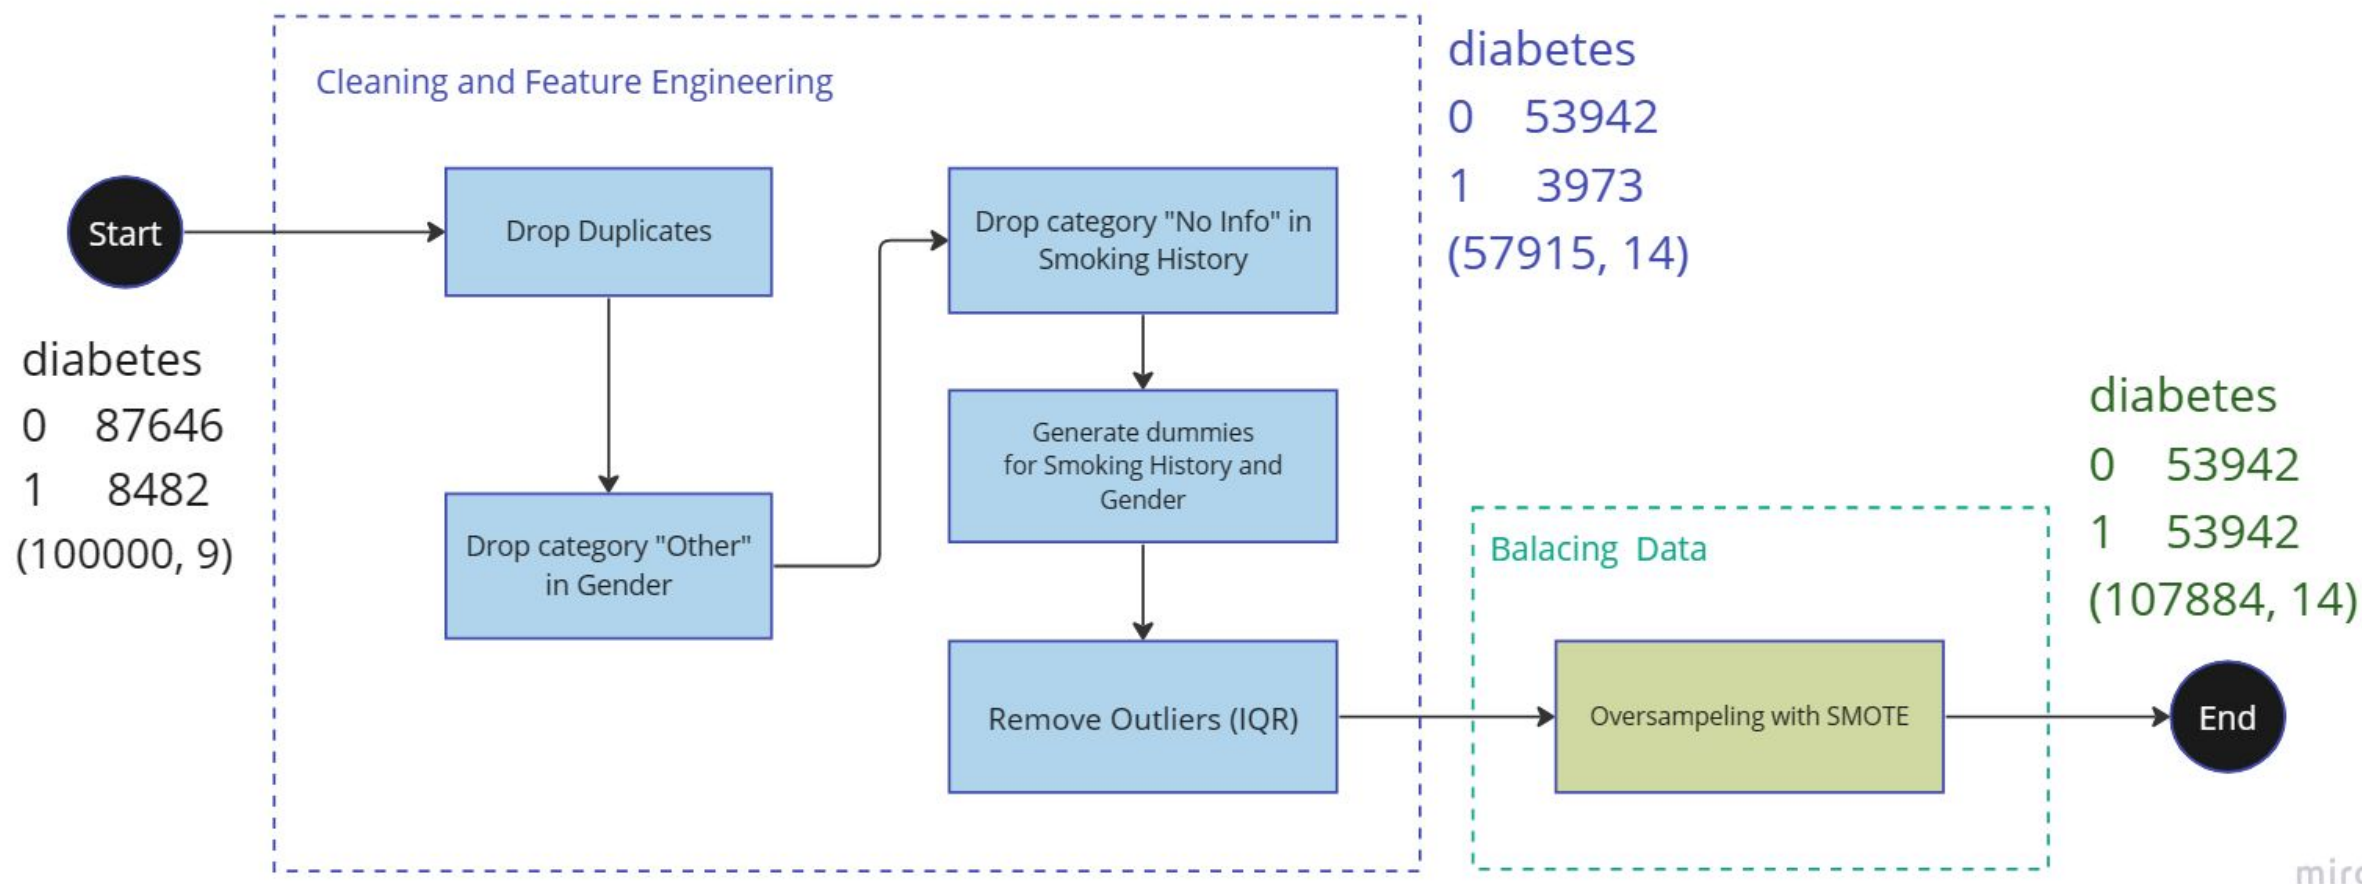 Cleaning and Feature Engineering
Start
diabetes
0 87646
1 8482
(100000, 9)
Drop Duplicates
Drop category "Other"
in Gender
Drop category "No Info" in
Smoking History
Generate dummies
for Smoking History and
Gender
Remove Outliers (IQR)
diabetes
0 53942
1 3973
(57915, 14)
Balacing Data
Oversampeling with SMOTE
diabetes
0 53942
1 53942
(107884, 14)
End